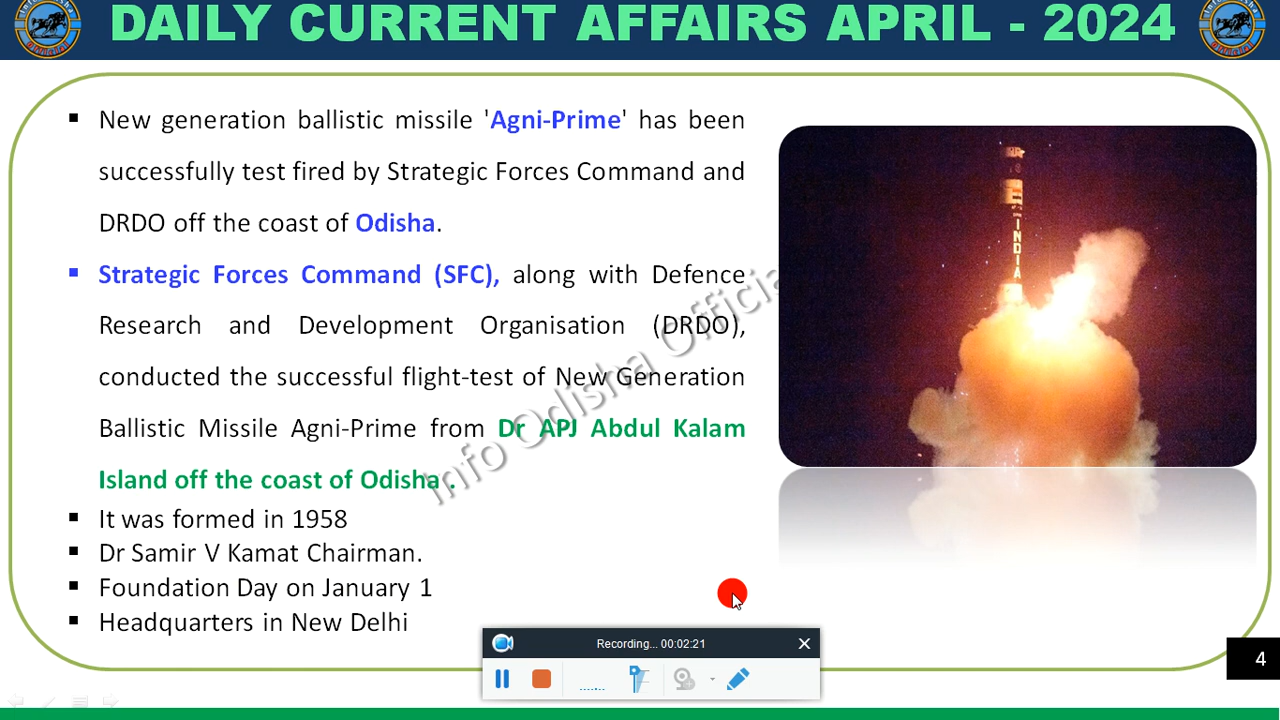 DAILY CURRENT AFFAIRS APRIL - 2024
▪ New generation ballistic missile 'Agni-Prime' has been
successfully test fired by Strategic Forces Command and
DRDO off the coast of Odisha.
▪ Strategic Forces Command (SFC), along with Defence
Research and Development Organisation (DRDO),
conducted the successful flight-test of New Generation
Ballistic Missile Agni-Prime from Dr APJ Abdul Kalam
Island off the coast of Odisha .
▪ It was formed in 1958
▪ Dr Samir V Kamat Chairman.
▪ Foundation Day on January 1
▪ Headquarters in New Delhi
Info Odisha Official
INDIA
Recording... 00:02:21
4